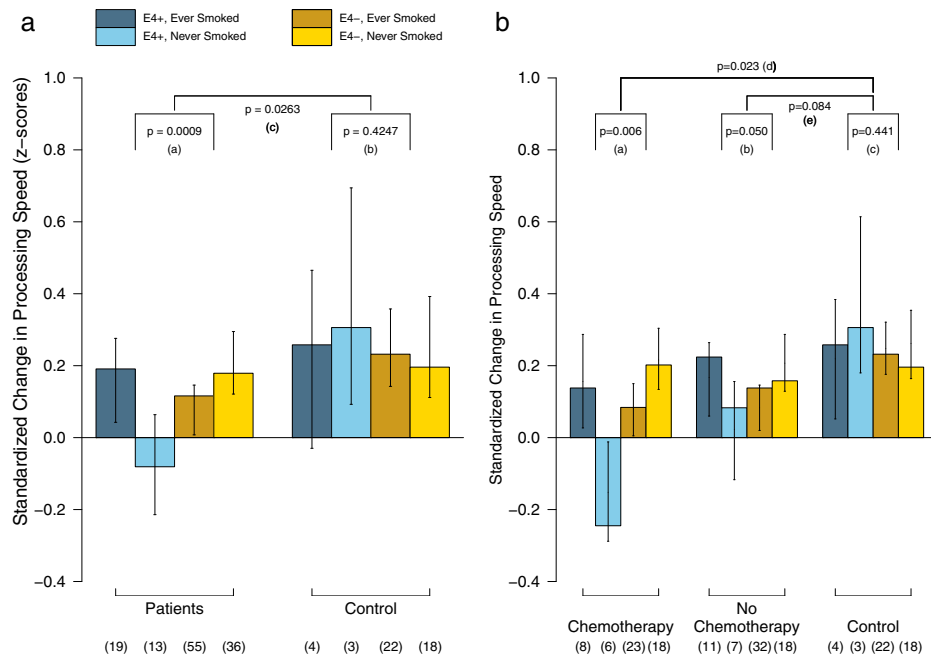 a
E4+, Ever Smoked
E4+, Never Smoked
E4−, Ever Smoked
E4−, Never Smoked
Standardized Change in Processing Speed (z−scores)
1.0
0.8
0.6
0.4
0.2
0.0
−0.2
−0.4
p = 0.0263
(c)
p = 0.0009
(a)
p = 0.4247
(b)
Patients
Control
(19) (13) (55) (36) (4) (3) (22) (18)
b
Standardized Change in Processing Speed
1.0
0.8
0.6
0.4
0.2
0.0
−0.2
−0.4
p=0.023 (d)
p=0.084
(e)
p=0.006
(a)
p=0.050
(b)
p=0.441
(c)
Chemotherapy
No
Chemotherapy
Control
(8) (6) (23) (18) (11) (7) (32) (18) (4) (3) (22) (18)